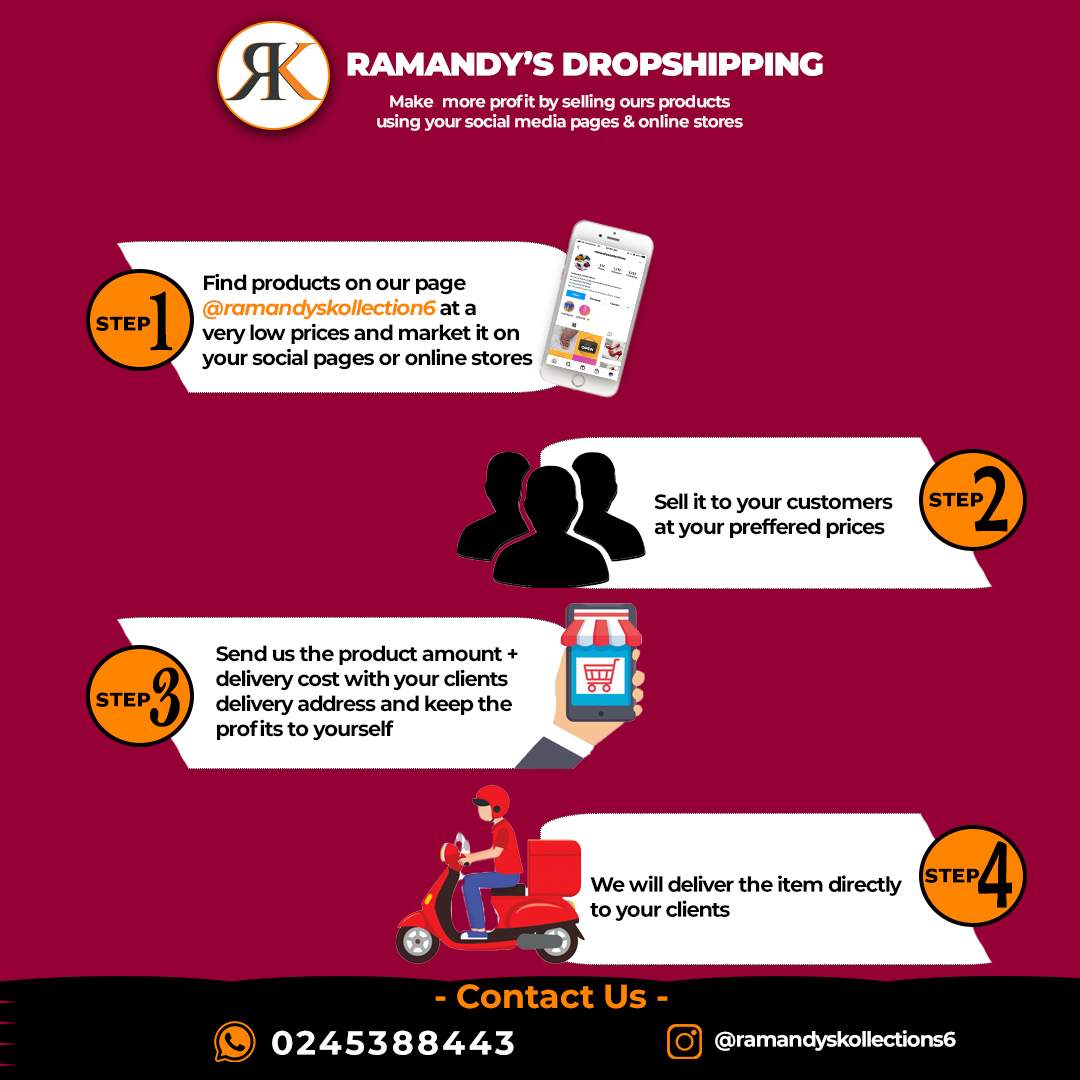 RK
RAMANDY’S DROPSHIPPING
Make more profit by selling ours products
using your social media pages & online stores
STEP 1
Find products on our page
@ramandyskollection6 at a
very low prices and market it on
your social pages or online stores
OPEN
STEP 2
Sell it to your customers
at your preffered prices
STEP 3
Send us the product amount +
delivery cost with your clients
delivery address and keep the
profits to yourself
STEP 4
We will deliver the item directly
to your clients
- Contact Us -
0245388443
@ramandyskollections6